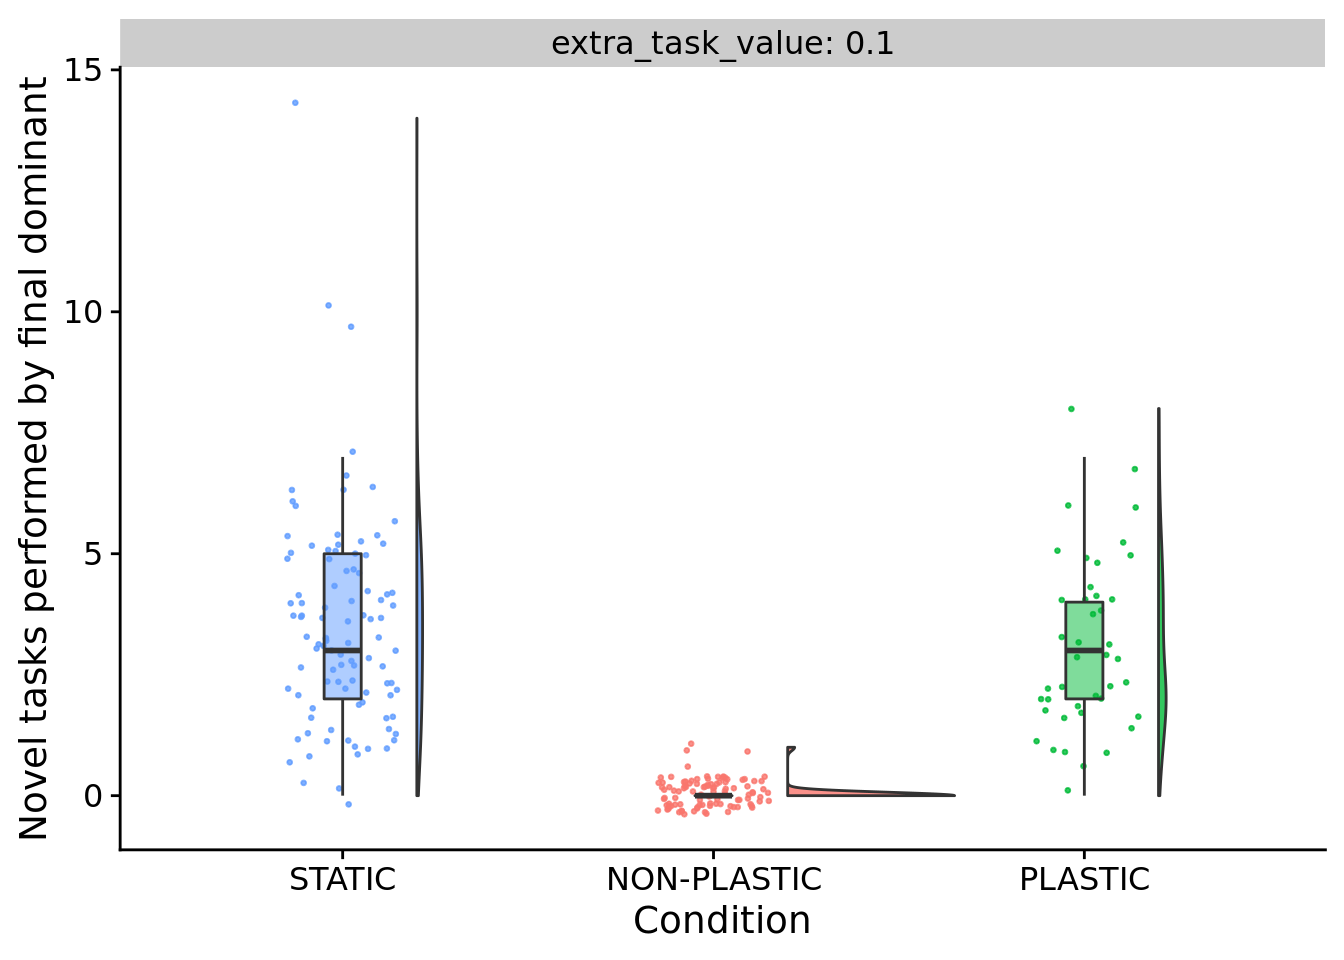 extra_task_value: 0.1
Novel tasks performed by final dominant
15
10
5
0
STATIC
NON-PLASTIC
PLASTIC
Condition